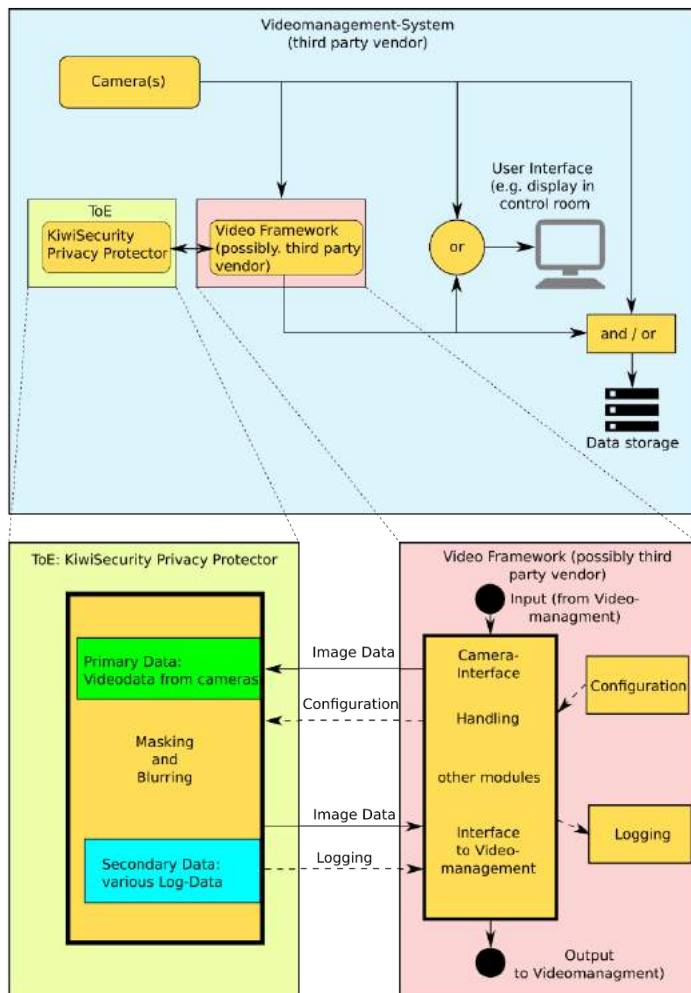 Videomanagement-System
(third party vendor)
Camera(s)
User Interface
(e.g. display in
control room
ToE
KiwiSecurity
Privacy Protector
Video Framework
(possibly. third party
vendor)
or
and / or
Data storage
ToE: KiwiSecurity Privacy Protector
Video Framework (possibly third
party vendor)
Input (from Video-
managment)
Primary Data:
Videodata from cameras
Image Data
Camera-
Interface
Configuration
Configuration
Handling
Masking
and
Blurring
other modules
Image Data
Logging
Interface
to Video-
management
Secondary Data:
various Log-Data
Logging
Output
to Videomanagment)